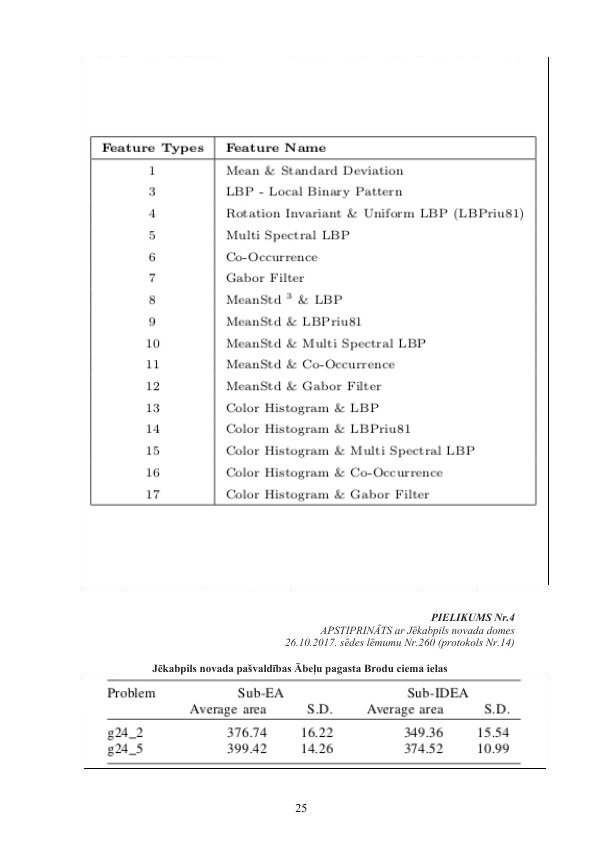 Feature Types Feature Name
1 Mean & Standard Deviation
3 LBP - Local Binary Pattern
4 Rotation Invariant & Uniform LBP (LBPriu81)
5 Multi Spectral LBP
6 Co-Occurrence
7 Gabor Filter
8 MeanStd ³ & LBP
9 MeanStd & LBPriu81
10 MeanStd & Multi Spectral LBP
11 MeanStd & Co-Occurrence
12 MeanStd & Gabor Filter
13 Color Histogram & LBP
14 Color Histogram & LBPriu81
15 Color Histogram & Multi Spectral LBP
16 Color Histogram & Co-Occurrence
17 Color Histogram & Gabor Filter
PIELIKUMS Nr.4
APSTIPRINĀTS ar Jēkabpils novada domes
26.10.2017. sēdes lēmumu Nr.260 (protokols Nr.14)
Jēkabpils novada pašvaldības Ābeļu pagasta Brodu ciema ielas
Problem Sub-EA Sub-IDEA
Average area S.D. Average area S.D.
g24_2 376.74 16.22 349.36 15.54
g24_5 399.42 14.26 374.52 10.99
25